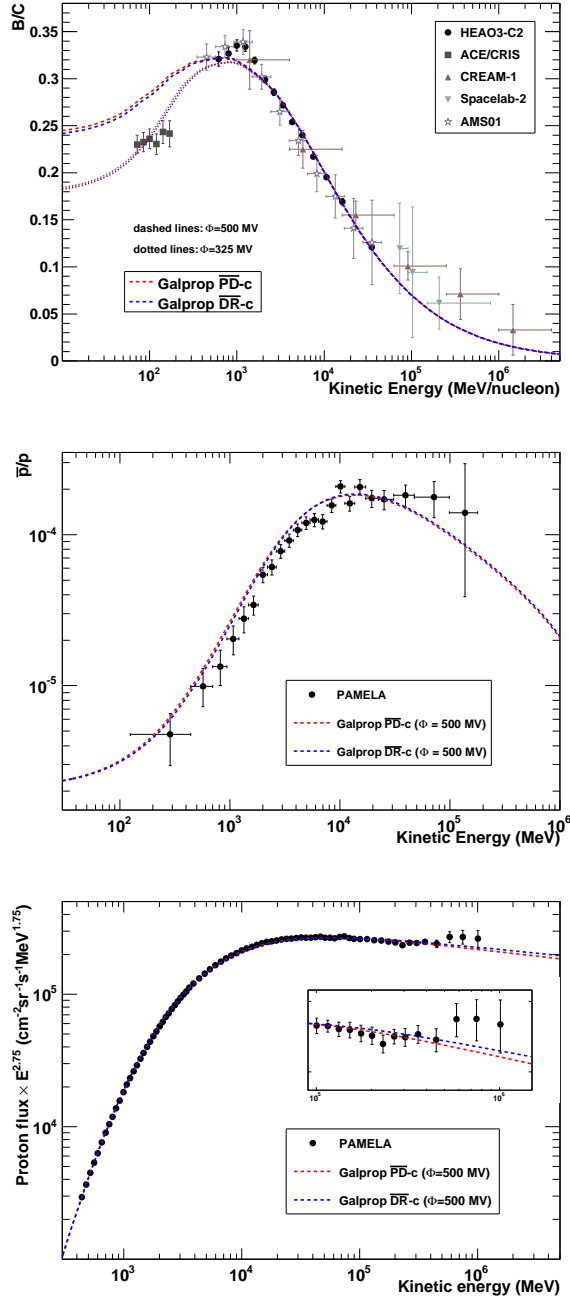 B/C
0.35
0.3
0.25
0.2
0.15
0.1
0.05
0
HEAO3-C2
ACE/CRIS
CREAM-1
Spacelab-2
AMS01
dashed lines: Φ=500 MV
dotted lines: Φ=325 MV
Galprop P̅D̅-c
Galprop D̅R̅-c
10² 10³ 10⁴ 10⁵ 10⁶
Kinetic Energy (MeV/nucleon)
p̅/p
10⁻⁴
10⁻⁵
PAMELA
Galprop P̅D̅-c (Φ = 500 MV)
Galprop D̅R̅-c (Φ = 500 MV)
10² 10³ 10⁴ 10⁵ 10⁶
Kinetic Energy (MeV)
Proton flux × E²·⁷⁵ (cm⁻²sr⁻¹s⁻¹MeV¹·⁷⁵)
10⁵
10⁴
10⁵ 10⁶
PAMELA
Galprop P̅D̅-c (Φ=500 MV)
Galprop D̅R̅-c (Φ=500 MV)
10³ 10⁴ 10⁵ 10⁶
Kinetic energy (MeV)